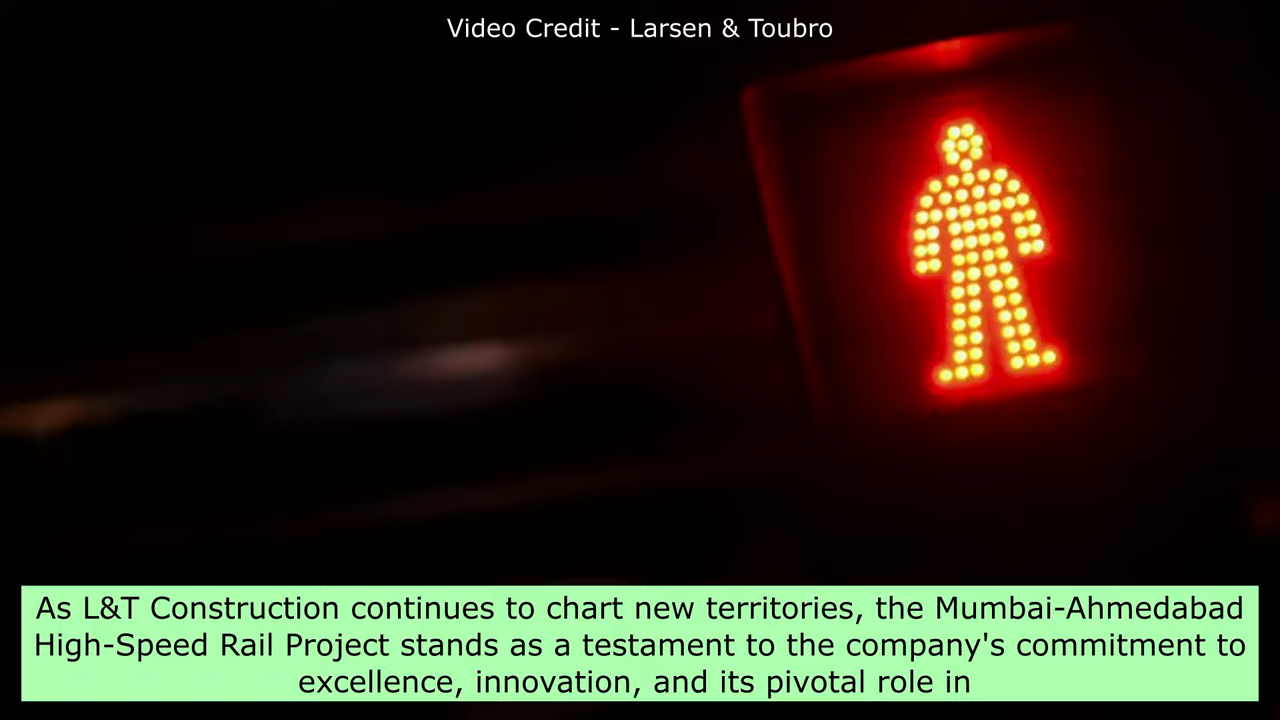 Video Credit - Larsen & Toubro
As L&T Construction continues to chart new territories, the Mumbai-Ahmedabad
High-Speed Rail Project stands as a testament to the company's commitment to
excellence, innovation, and its pivotal role in